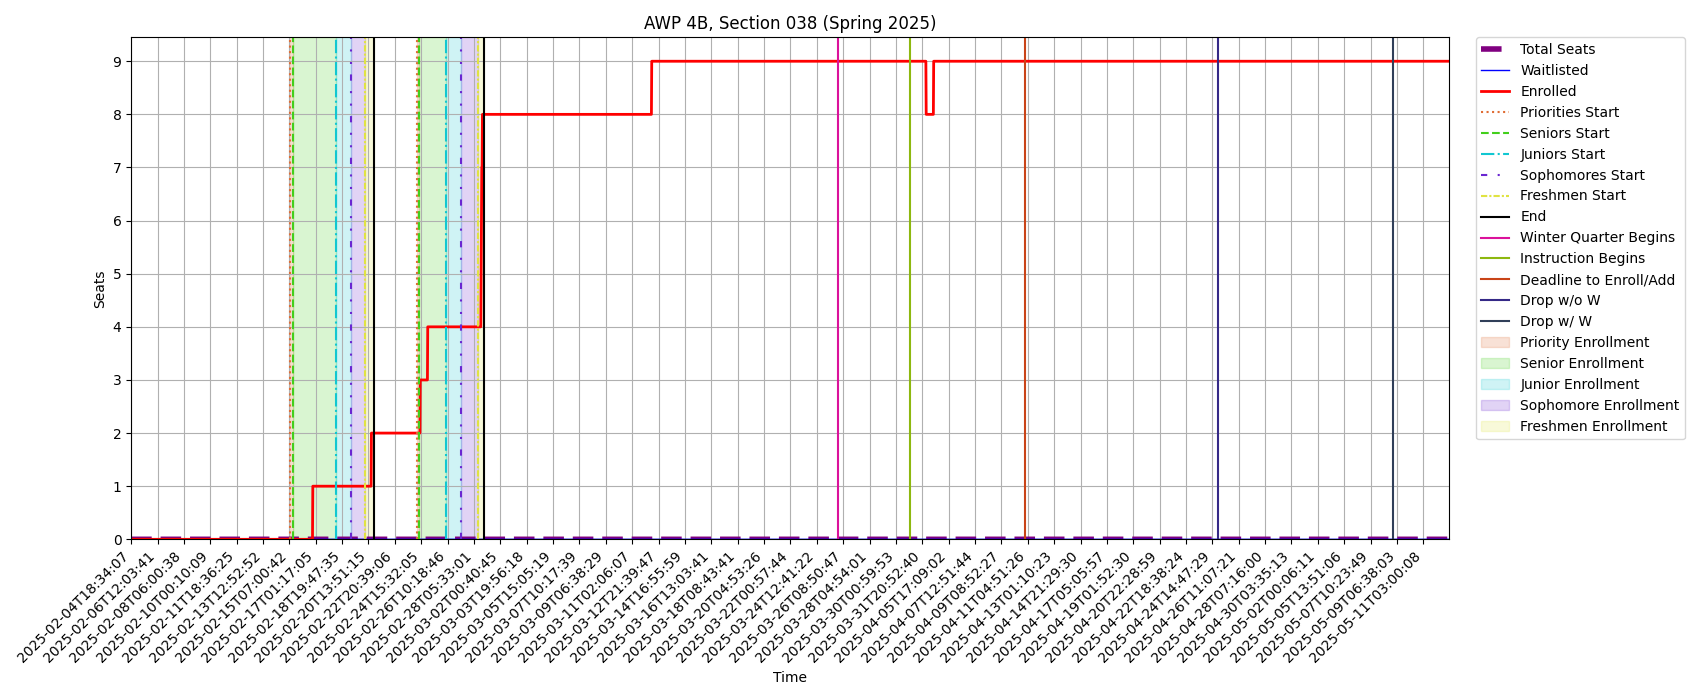 AWP 4B, Section 038 (Spring 2025)
Seats
9
8
7
6
5
4
3
2
1
0
2025-02-04T18:34:07
2025-02-06T12:03:41
2025-02-08T06:00:38
2025-02-10T00:10:09
2025-02-11T18:36:25
2025-02-13T12:52:52
2025-02-15T07:00:42
2025-02-17T01:17:05
2025-02-18T19:47:35
2025-02-20T13:51:15
2025-02-22T20:39:06
2025-02-24T15:32:05
2025-02-26T10:18:46
2025-02-28T05:33:01
2025-03-02T00:40:45
2025-03-03T19:56:18
2025-03-05T15:05:19
2025-03-07T10:17:39
2025-03-09T06:38:29
2025-03-11T02:06:07
2025-03-12T21:39:47
2025-03-14T16:55:59
2025-03-16T13:03:41
2025-03-18T08:43:41
2025-03-20T04:53:26
2025-03-22T00:57:44
2025-03-24T12:41:22
2025-03-26T08:50:47
2025-03-28T04:54:01
2025-03-30T00:59:53
2025-03-31T20:52:40
2025-04-05T17:09:02
2025-04-07T12:51:44
2025-04-09T08:52:27
2025-04-11T04:51:26
2025-04-13T01:10:23
2025-04-14T21:29:30
2025-04-17T05:05:57
2025-04-19T01:52:30
2025-04-20T22:28:59
2025-04-22T18:38:24
2025-04-24T14:47:29
2025-04-26T11:07:21
2025-04-28T07:16:00
2025-04-30T03:35:13
2025-05-02T00:06:11
2025-05-05T13:51:06
2025-05-07T10:23:49
2025-05-09T06:38:03
2025-05-11T03:00:08
Time
Total Seats
Waitlisted
Enrolled
Priorities Start
Seniors Start
Juniors Start
Sophomores Start
Freshmen Start
End
Winter Quarter Begins
Instruction Begins
Deadline to Enroll/Add
Drop w/o W
Drop w/ W
Priority Enrollment
Senior Enrollment
Junior Enrollment
Sophomore Enrollment
Freshmen Enrollment